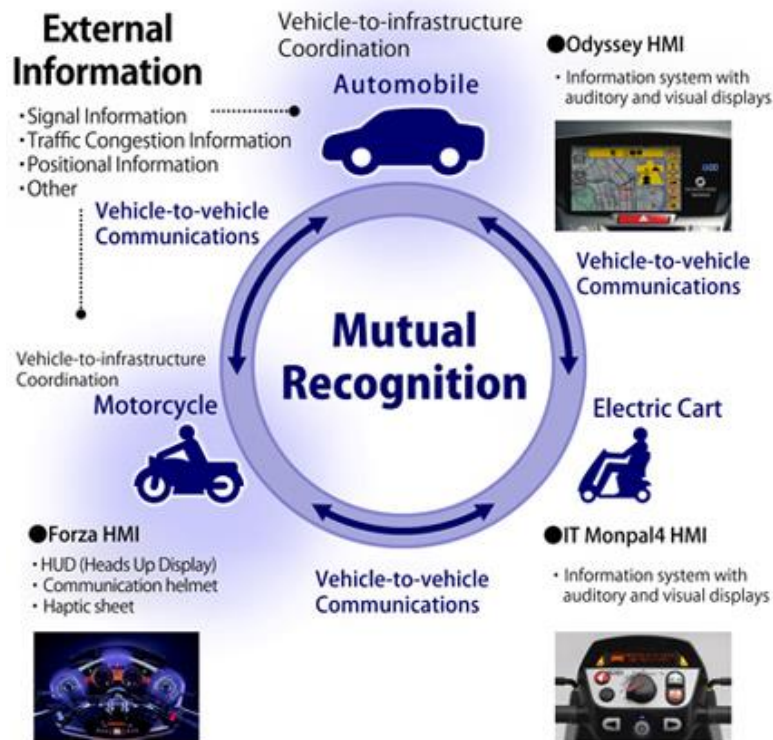 External
Information
・Signal Information
・Traffic Congestion Information
・Positional Information
・Other
Vehicle-to-infrastructure
Coordination
Automobile
●Odyssey HMI
・Information system with
auditory and visual displays
Vehicle-to-vehicle
Communications
Vehicle-to-vehicle
Communications
Mutual
Recognition
Vehicle-to-infrastructure
Coordination
Motorcycle
Electric Cart
●Forza HMI
・HUD (Heads Up Display)
・Communication helmet
・Haptic sheet
Vehicle-to-vehicle
Communications
●IT Monpal4 HMI
・Information system with
auditory and visual displays